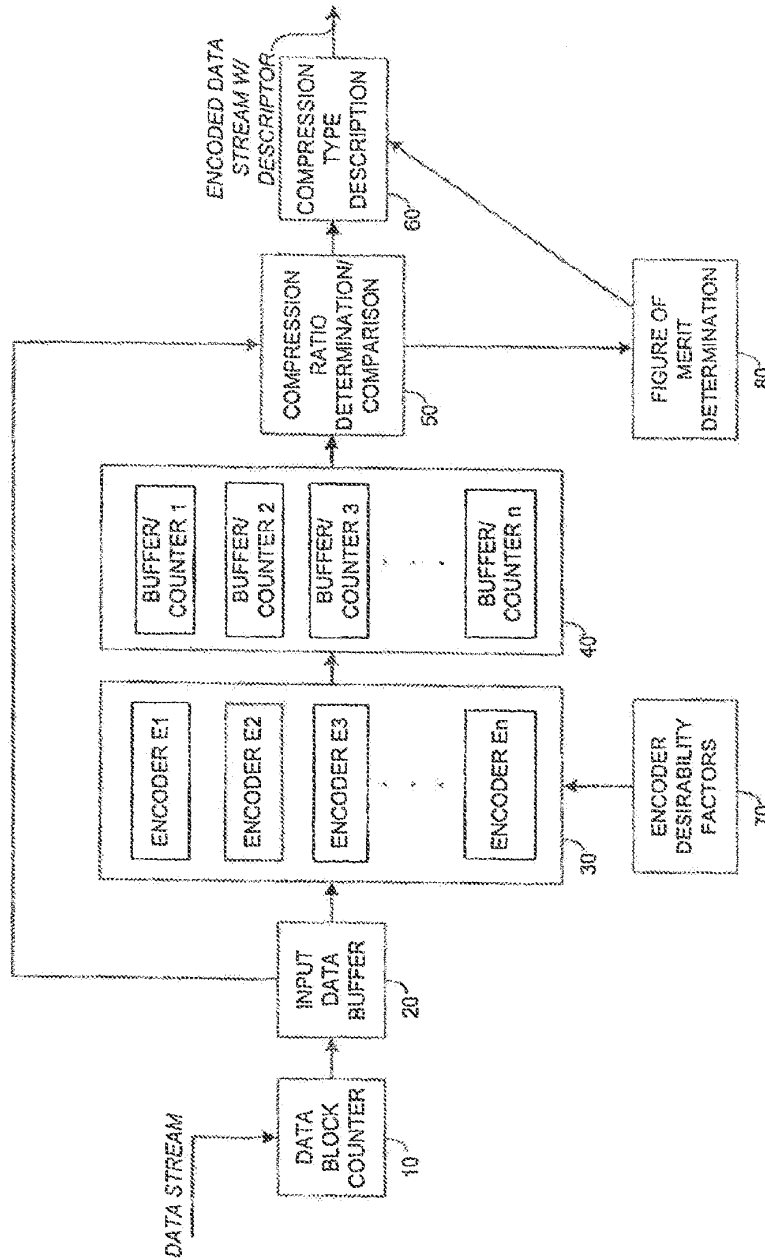 DATA STREAM
DATA
BLOCK
COUNTER
10
INPUT
DATA
BUFFER
20
ENCODER E1
ENCODER E2
ENCODER E3
. . .
ENCODER En
30
ENCODER
DESIRABILITY
FACTORS
70
BUFFER/
COUNTER 1
BUFFER/
COUNTER 2
BUFFER/
COUNTER 3
. . .
BUFFER/
COUNTER n
40
COMPRESSION
RATIO
DETERMINATION/
COMPARISON
50
FIGURE OF
MERIT
DETERMINATION
80
ENCODED DATA
STREAM W/
DESCRIPTOR
COMPRESSION
TYPE
DESCRIPTION
60